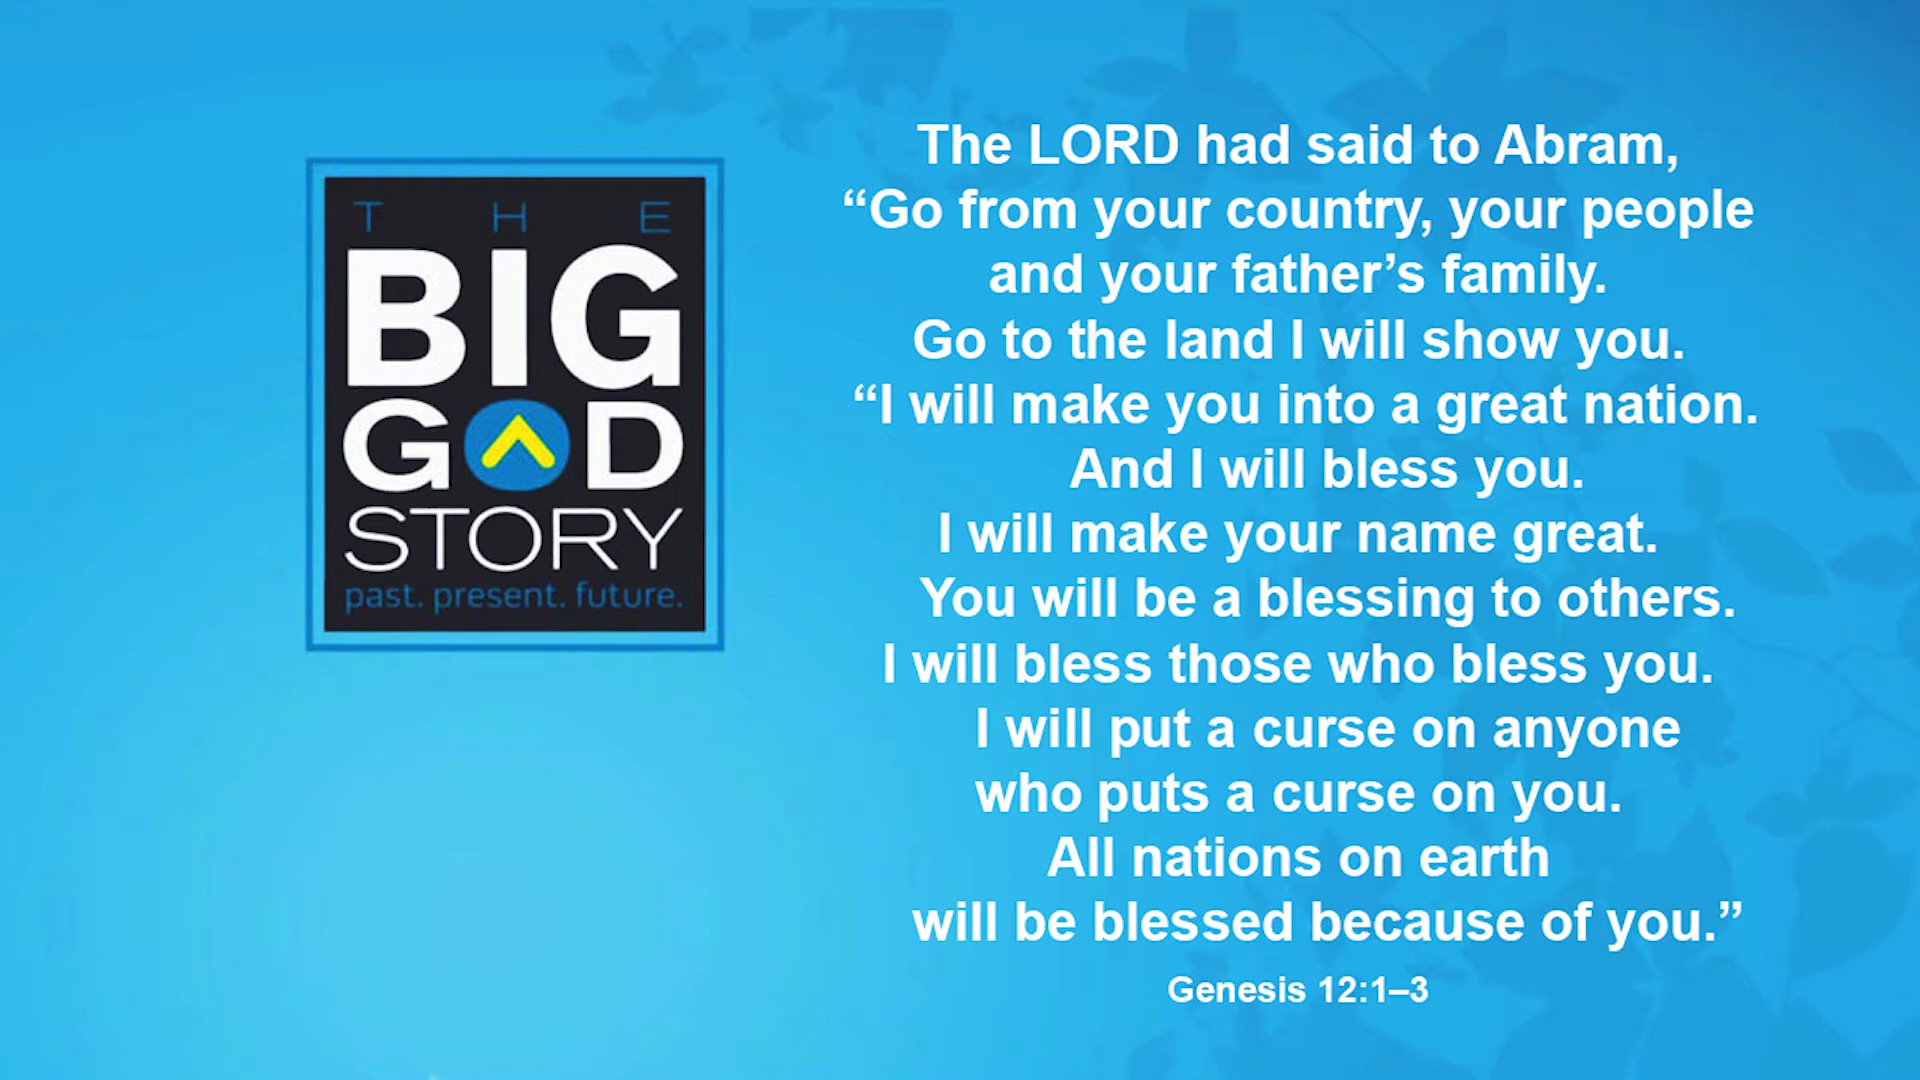 THE
BIG
GOD
STORY
past. present. future.
The LORD had said to Abram,
“Go from your country, your people
and your father’s family.
Go to the land I will show you.
“I will make you into a great nation.
And I will bless you.
I will make your name great.
You will be a blessing to others.
I will bless those who bless you.
I will put a curse on anyone
who puts a curse on you.
All nations on earth
will be blessed because of you.”
Genesis 12:1–3